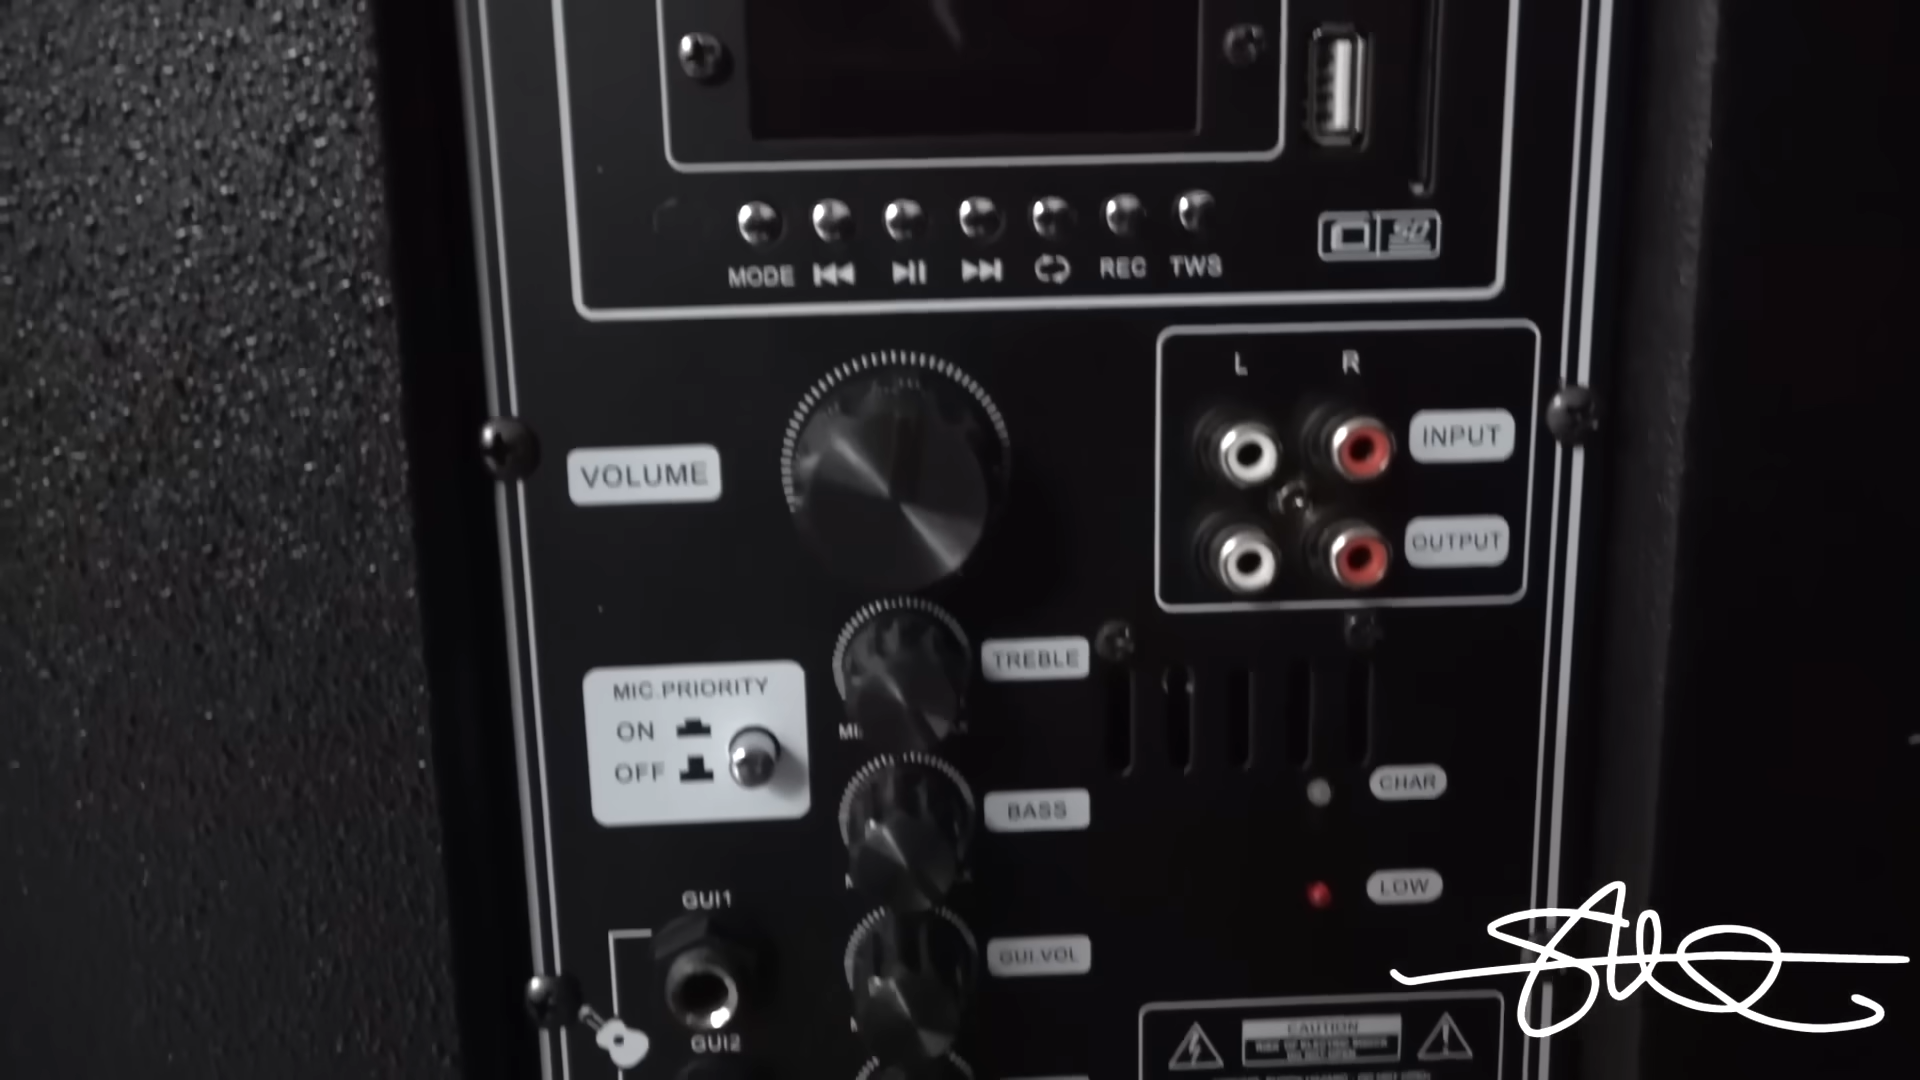 MODE REC TWS
L R
INPUT
VOLUME
OUTPUT
TREBLE
MIC.PRIORITY
ON
OFF
CHAR
BASS
LOW
GUI1
GUI.VOL
CAUTION
GUI2